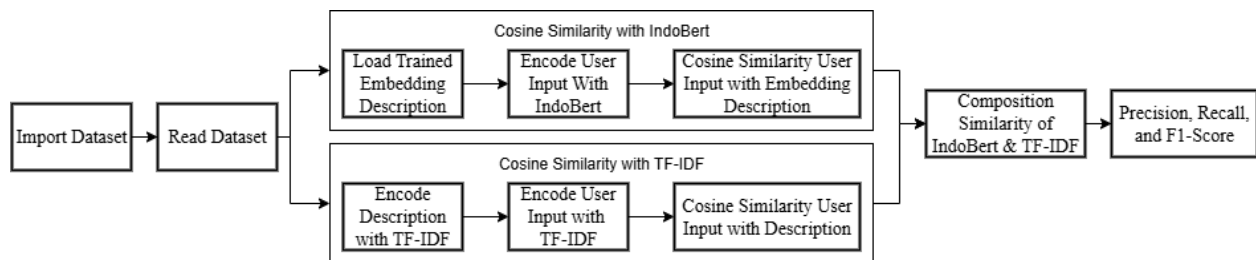 Import Dataset
Read Dataset
Cosine Similarity with IndoBert
Load Trained
Embedding
Description
Encode User
Input With
IndoBert
Cosine Similarity User
Input with Embedding
Description
Cosine Similarity with TF-IDF
Encode
Description
with TF-IDF
Encode User
Input with
TF-IDF
Cosine Similarity User
Input with Description
Composition
Similarity of
IndoBert & TF-IDF
Precision, Recall,
and F1-Score